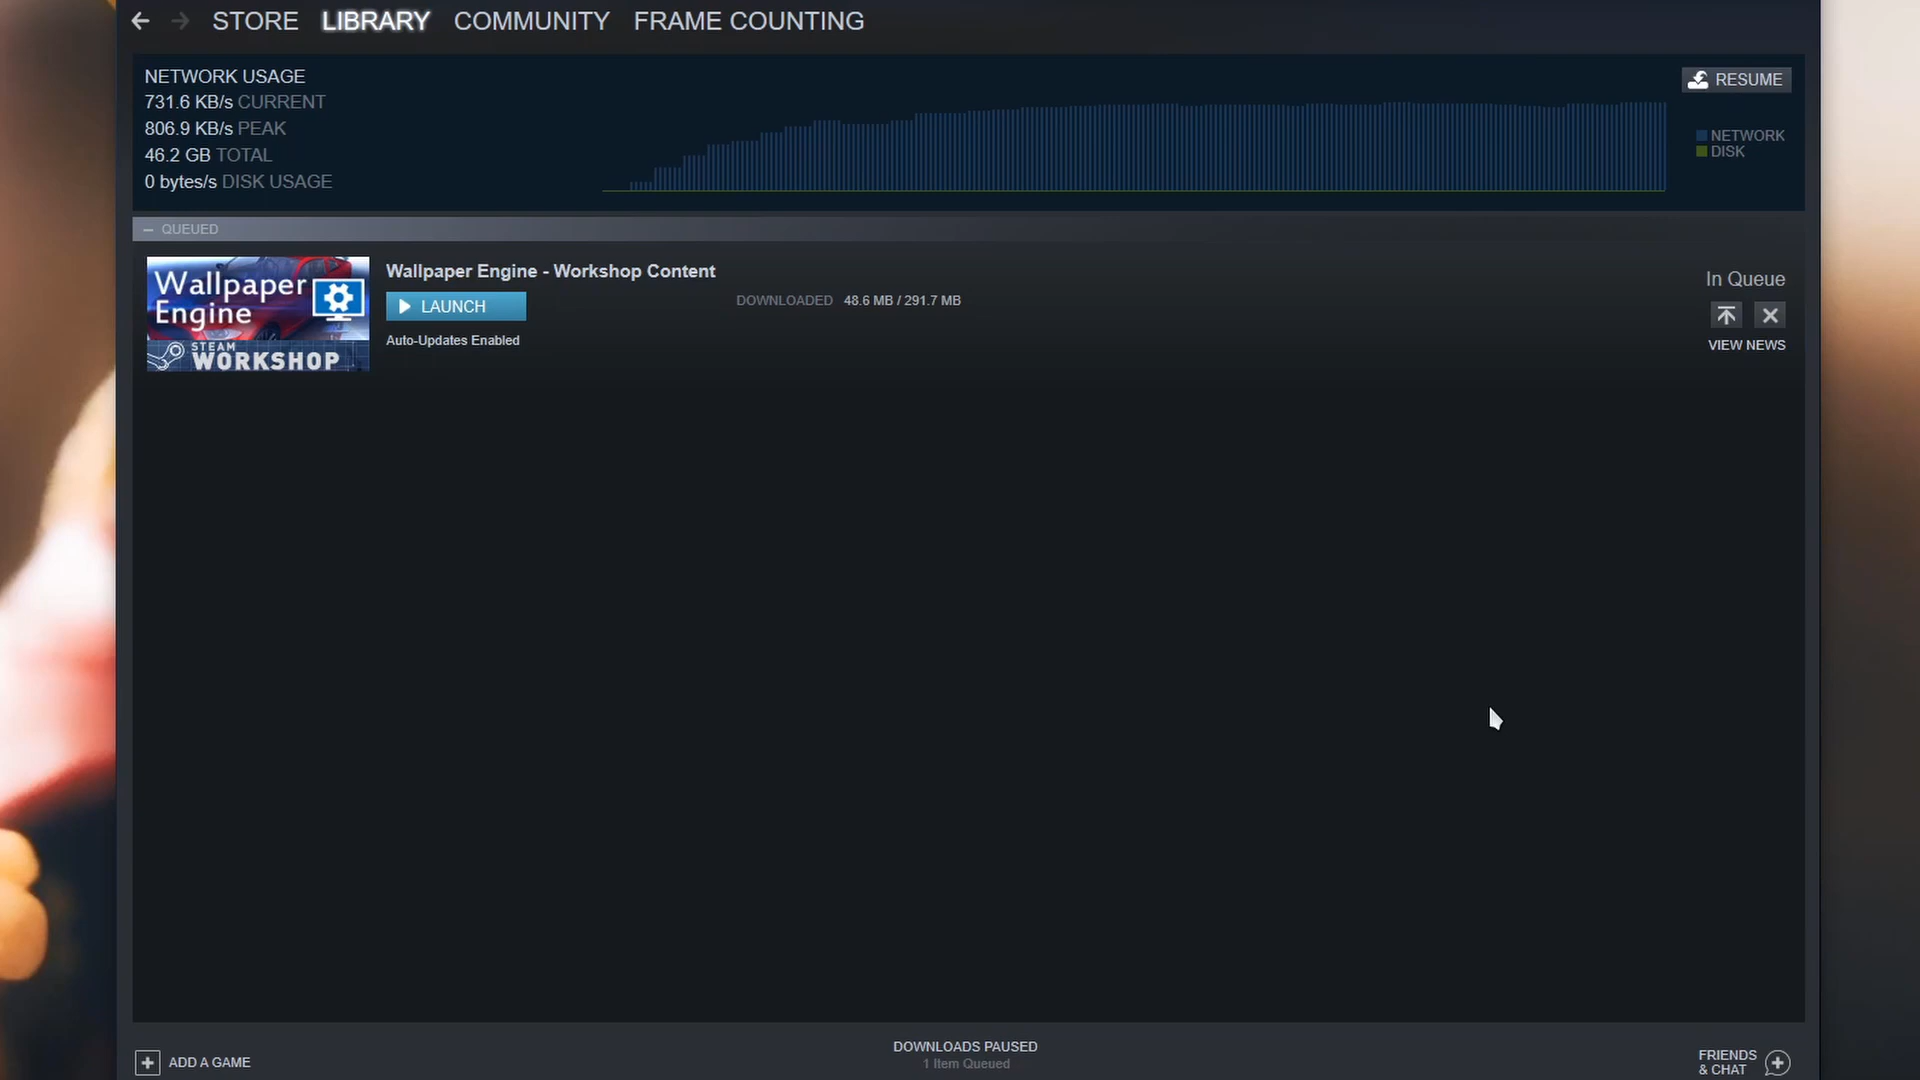 STORE LIBRARY COMMUNITY FRAME COUNTING
NETWORK USAGE
731.6 KB/s CURRENT
806.9 KB/s PEAK
46.2 GB TOTAL
0 bytes/s DISK USAGE
RESUME
NETWORK
DISK
QUEUED
Wallpaper
Engine
STEAM
WORKSHOP
Wallpaper Engine - Workshop Content
LAUNCH
DOWNLOADED 48.6 MB / 291.7 MB
Auto-Updates Enabled
In Queue
VIEW NEWS
ADD A GAME
DOWNLOADS PAUSED
1 Item Queued
FRIENDS
& CHAT